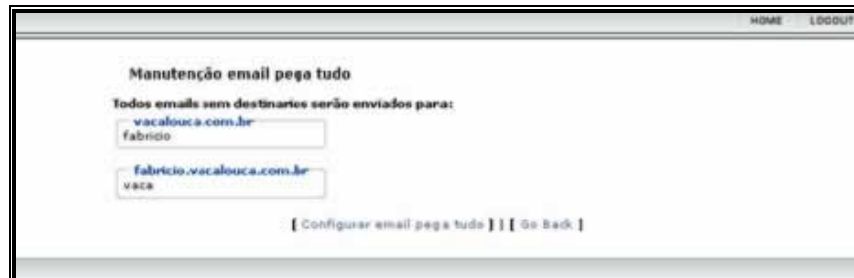 HOME LOGOUT
Manutenção email pega tudo
Todos emails sem destinaries serão enviados para:
vacalouca.com.br
fabricio
fabricio.vacalouca.com.br
vaca
[ Configurar email pega tudo ] | [ Go Back ]